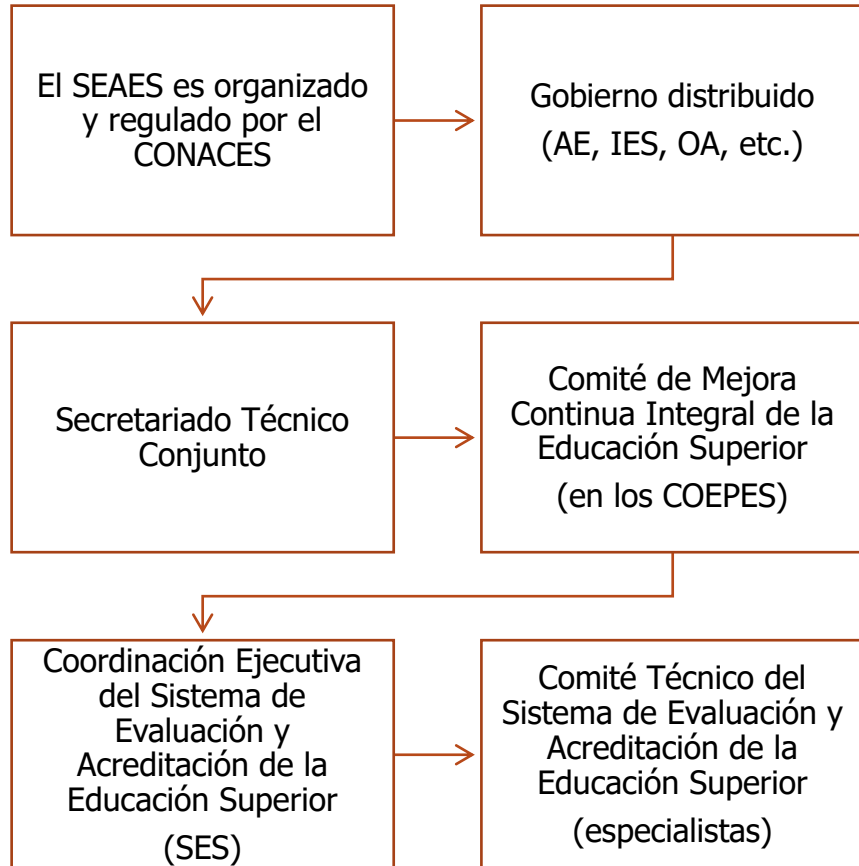 El SEAES es organizado
y regulado por el
CONACES
Gobierno distribuido
(AE, IES, OA, etc.)
Secretariado Técnico
Conjunto
Comité de Mejora
Continua Integral de la
Educación Superior
(en los COEPES)
Coordinación Ejecutiva
del Sistema de
Evaluación y
Acreditación de la
Educación Superior
(SES)
Comité Técnico del
Sistema de Evaluación y
Acreditación de la
Educación Superior
(especialistas)